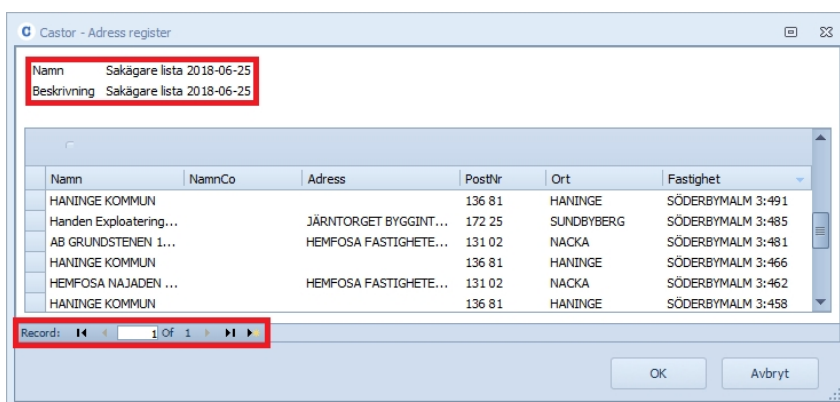 C Castor - Adress register
Namn Sakägare lista 2018-06-25
Beskrivning Sakägare lista 2018-06-25
Namn NamnCo Adress PostNr Ort Fastighet
HANINGE KOMMUN 136 81 HANINGE SÖDERBYMALM 3:491
Handen Exploatering... JÄRNTORGET BYGGINT... 172 25 SUNDBYBERG SÖDERBYMALM 3:485
AB GRUNDSTENEN 1... HEMFOSA FASTIGHETE... 131 02 NACKA SÖDERBYMALM 3:481
HANINGE KOMMUN 136 81 HANINGE SÖDERBYMALM 3:466
HEMFOSA NAJADEN ... HEMFOSA FASTIGHETE... 131 02 NACKA SÖDERBYMALM 3:462
HANINGE KOMMUN 136 81 HANINGE SÖDERBYMALM 3:458
Record: 1 Of 1
OK Avbryt